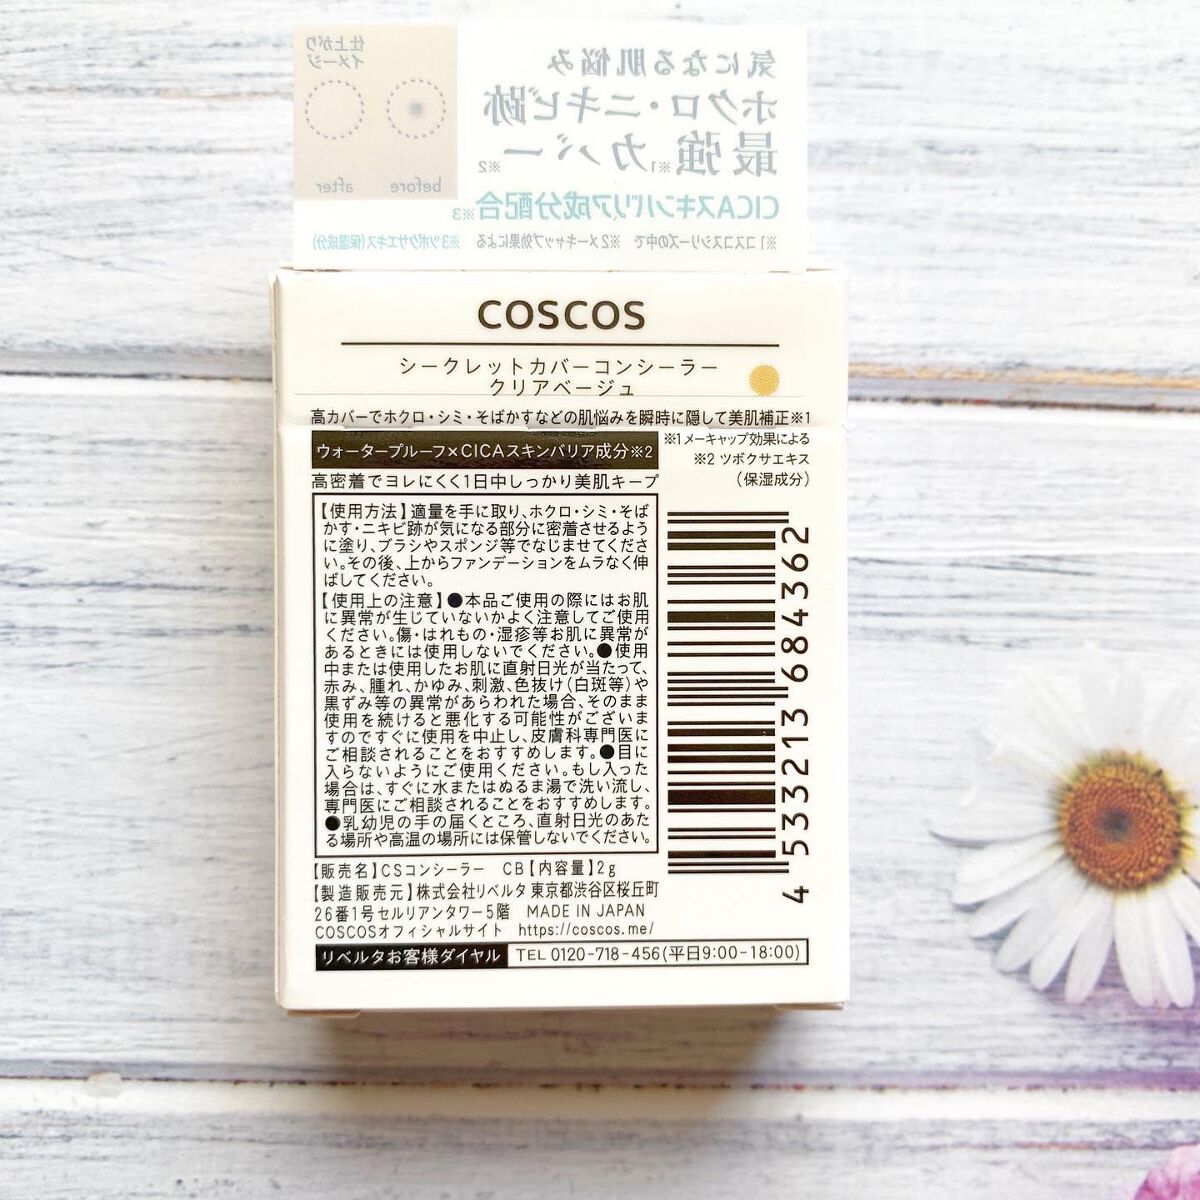 仕上がり
イメージ
before
after
気になる肌悩み
ホクロ・ニキビ跡
最強※1カバー※2
CICAスキンバリア成分配合※3
※1 コスコスシリーズの中で ※2メーキャップ効果による ※3ツボクサエキス(保湿成分)
COSCOS
シークレットカバーコンシーラー
クリアベージュ
高カバーでホクロ・シミ・そばかすなどの肌悩みを瞬時に隠して美肌補正※1
ウォータープルーフ×CICAスキンバリア成分※2
高密着でヨレにくく1日中しっかり美肌キープ
※1メーキャップ効果による
※2 ツボクサエキス
(保湿成分)
【使用方法】適量を手に取り、ホクロ・シミ・そば
かす・ニキビ跡が気になる部分に密着させるよう
に塗り、ブラシやスポンジ等でなじませてくださ
い。その後、上からファンデーションをムラなく伸
ばしてください。
【使用上の注意】●本品ご使用の際にはお肌
に異常が生じていないかよく注意してご使用
ください。傷・はれもの・湿疹等お肌に異常が
あるときには使用しないでください。●使用
中または使用したお肌に直射日光が当たって、
赤み、腫れ、かゆみ、刺激、色抜け(白斑等)や
黒ずみ等の異常があらわれた場合、そのまま
使用を続けると悪化する可能性がございま
すのですぐに使用を中止し、皮膚科専門医に
ご相談されることをおすすめします。●目に
入らないようにご使用ください。もし入った
場合は、すぐに水またはぬるま湯で洗い流し、
専門医にご相談されることをおすすめします。
●乳幼児の手の届くところ、直射日光のあた
る場所や高温の場所には保管しないでください。
4 533213 684362
【販売名】CSコンシーラー CB【内容量】2g
【製造販売元】株式会社リベルタ 東京都渋谷区桜丘町
26番1号セルリアンタワー5階 MADE IN JAPAN
COSCOSオフィシャルサイト https://coscos.me/
リベルタお客様ダイヤル TEL 0120-718-456(平日9:00-18:00)